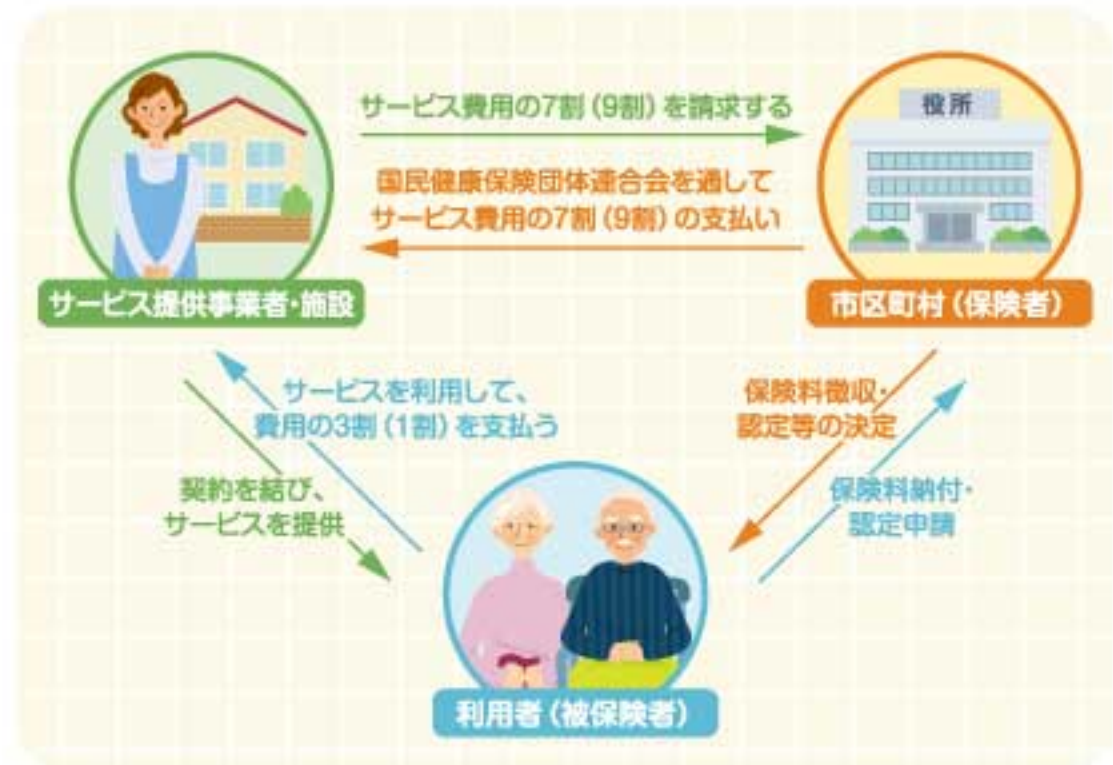 サービス費用の7割（9割）を請求する
役所
国民健康保険団体連合会を通して
サービス費用の7割（9割）の支払い
サービス提供事業者・施設
市区町村（保険者）
サービスを利用して、
費用の3割（1割）を支払う
保険料徴収・
認定等の決定
契約を結び、
サービスを提供
保険料納付・
認定申請
利用者（被保険者）